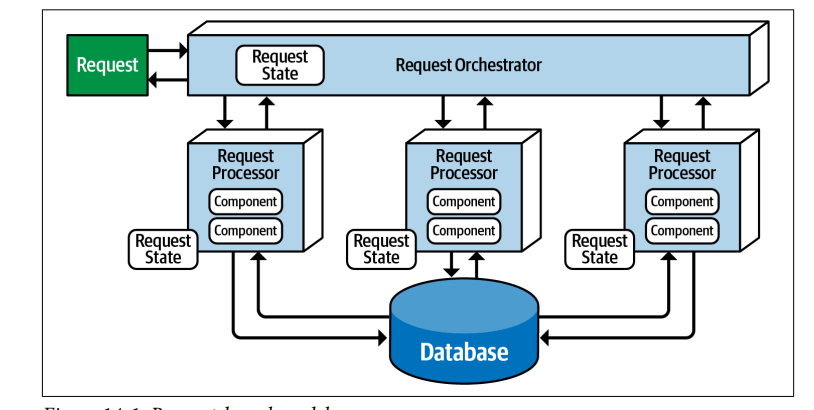 Request
Request
State
Request Orchestrator
Request
Processor
Component
Component
Request
State
Request
Processor
Component
Component
Request
State
Request
Processor
Component
Component
Request
State
Database